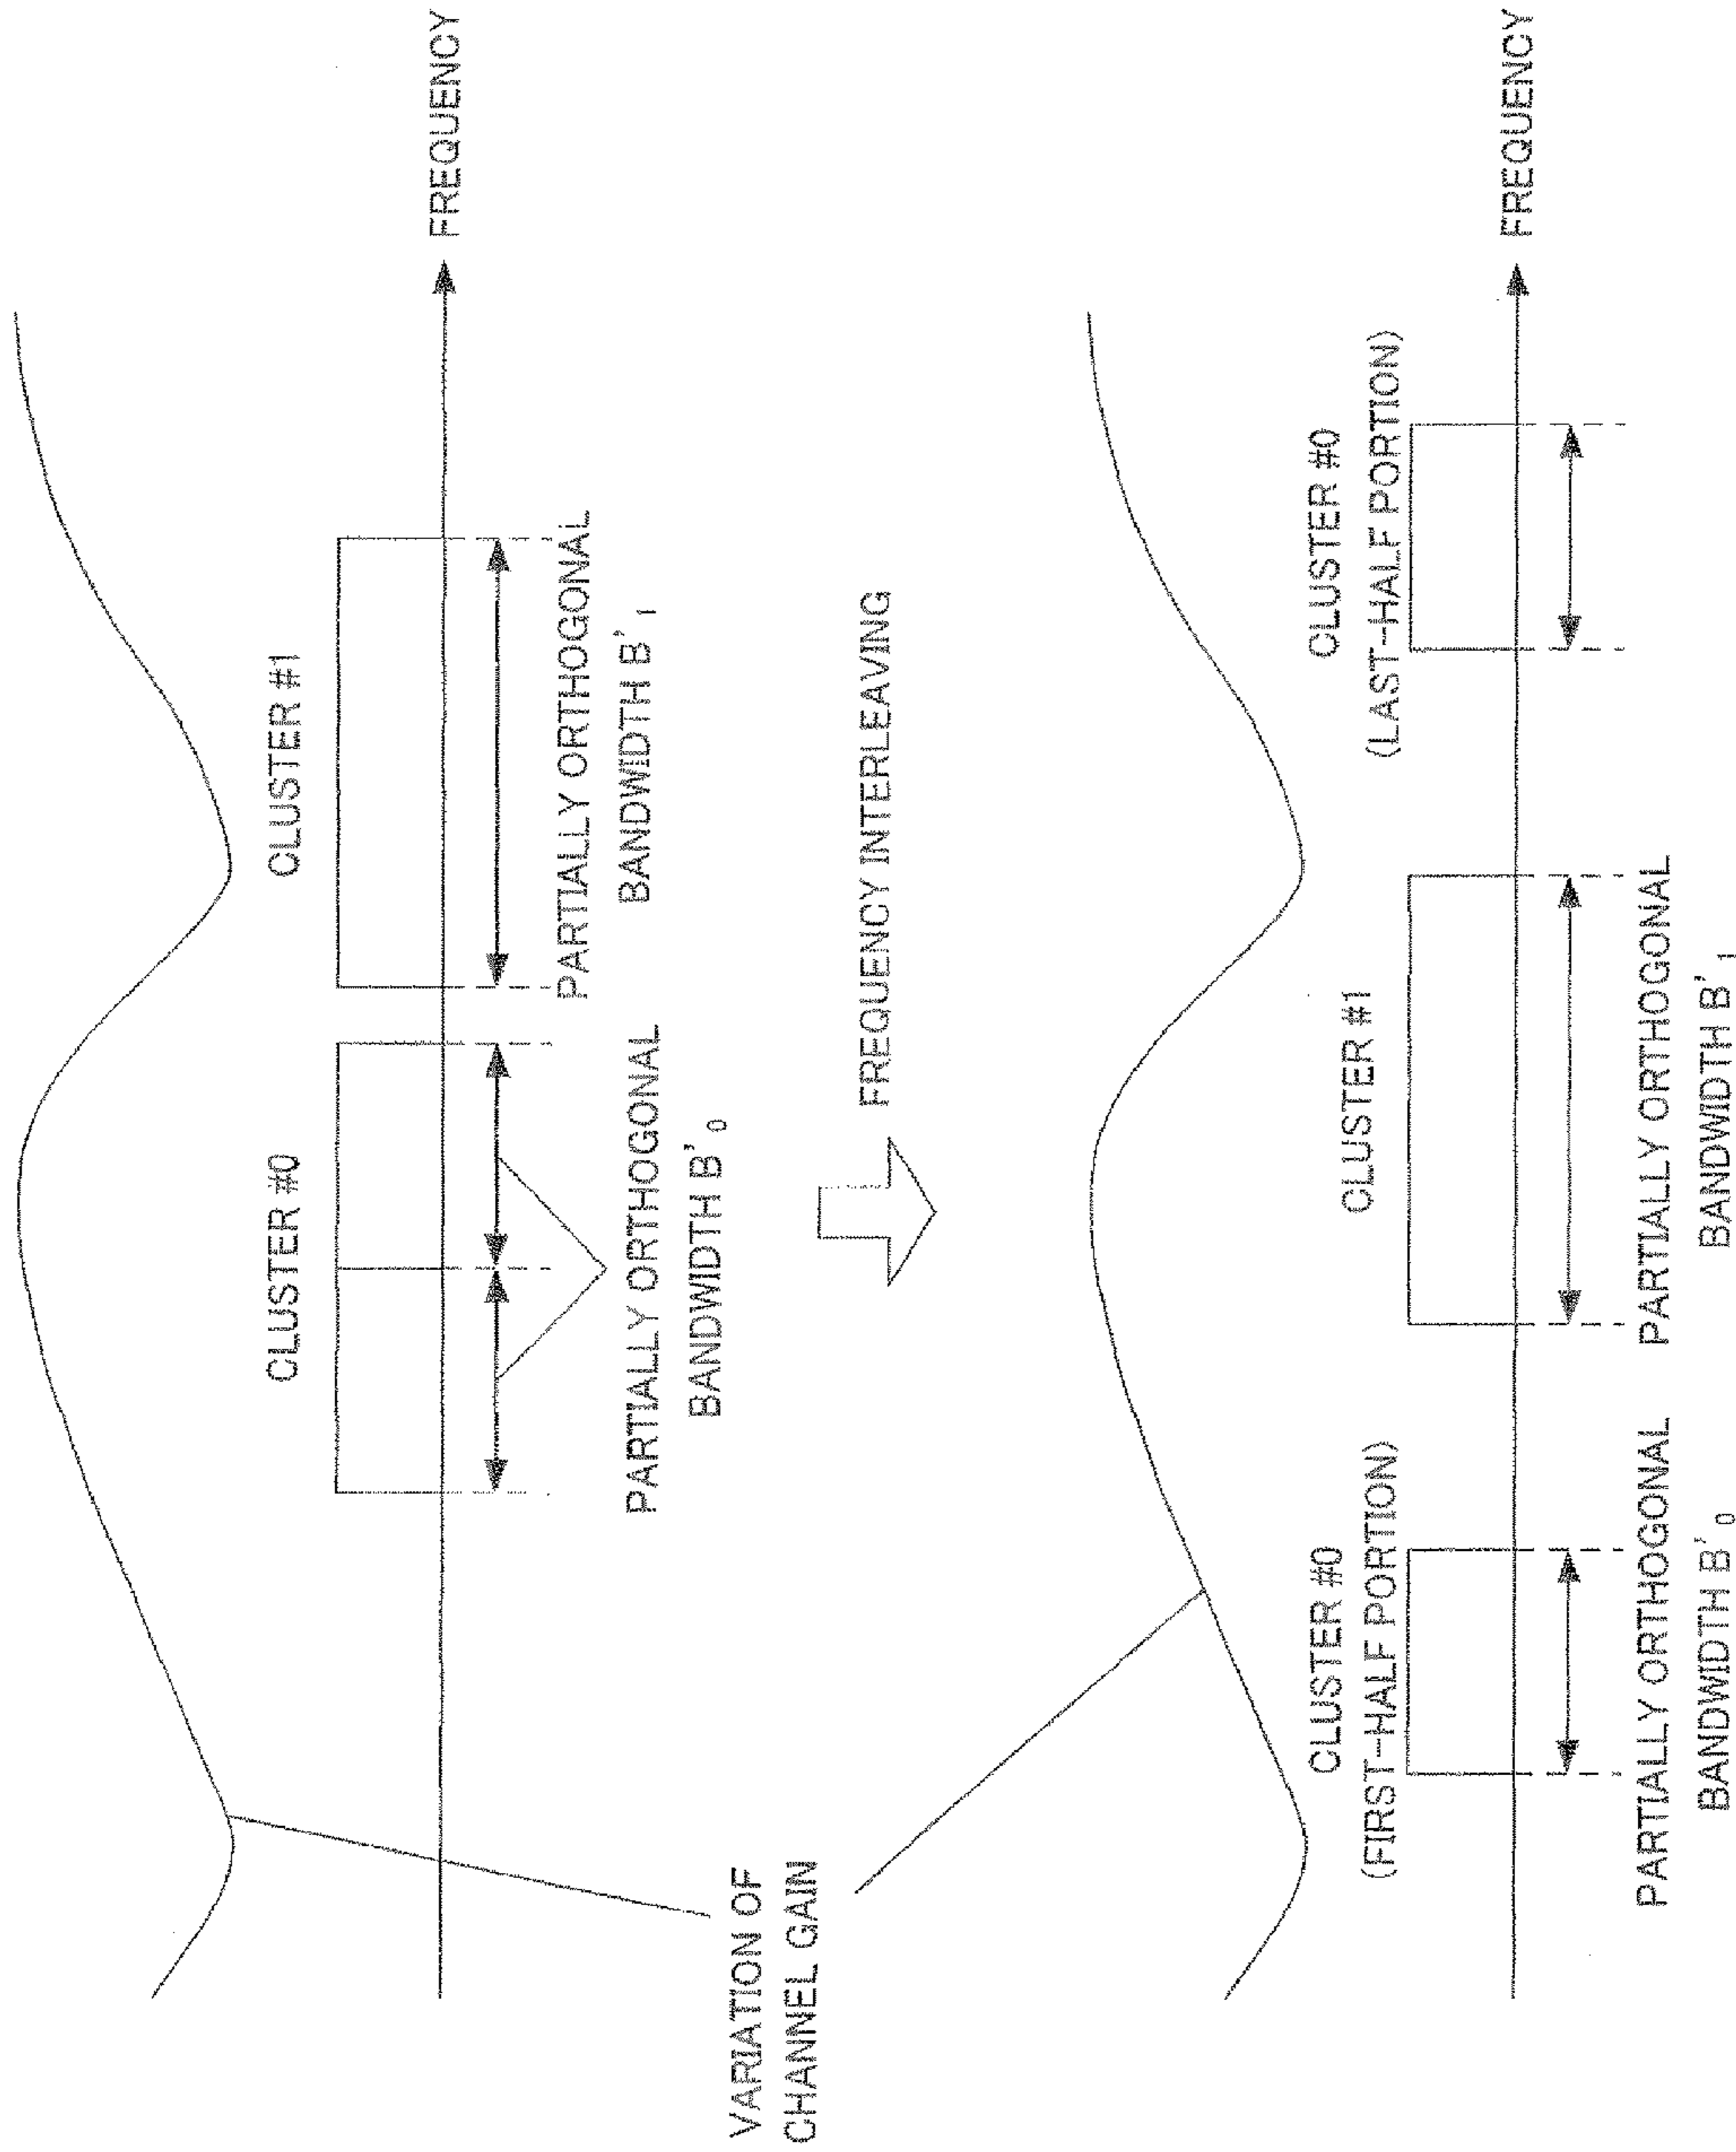 CLUSTER #0
CLUSTER #1
FREQUENCY
PARTIALLY ORTHOGONAL
BANDWIDTH B'0
PARTIALLY ORTHOGONAL
BANDWIDTH B'1
VARIATION OF
CHANNEL GAIN
FREQUENCY INTERLEAVING
CLUSTER #0
(FIRST-HALF PORTION)
CLUSTER #1
CLUSTER #0
(LAST-HALF PORTION)
FREQUENCY
PARTIALLY ORTHOGONAL
BANDWIDTH B'0
PARTIALLY ORTHOGONAL
BANDWIDTH B'1